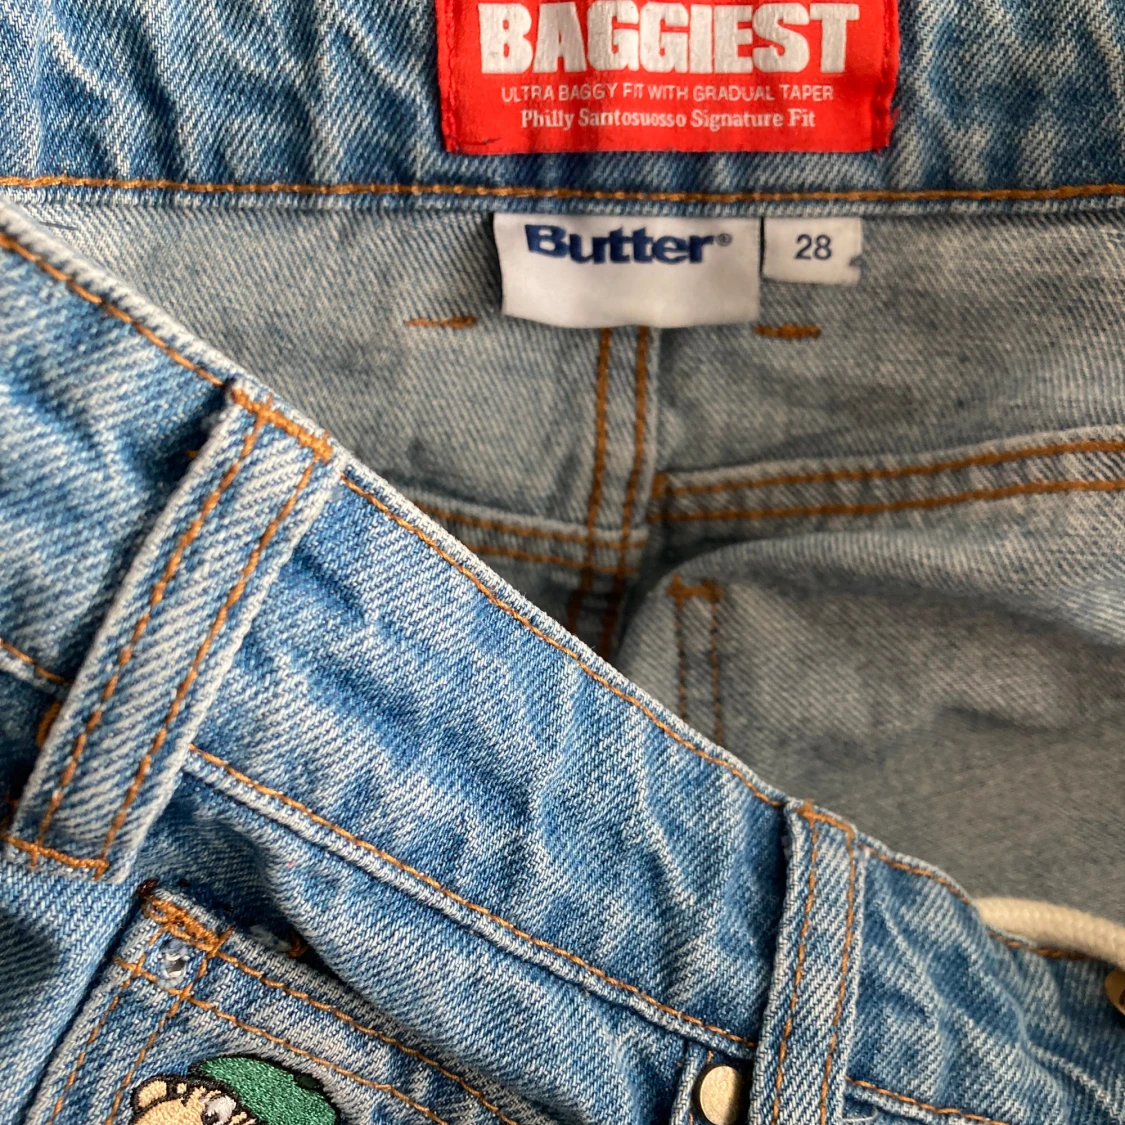 BAGGIEST
ULTRA BAGGY FIT WITH GRADUAL TAPER
Philly Santosuosso Signature Fit
Butter®
28